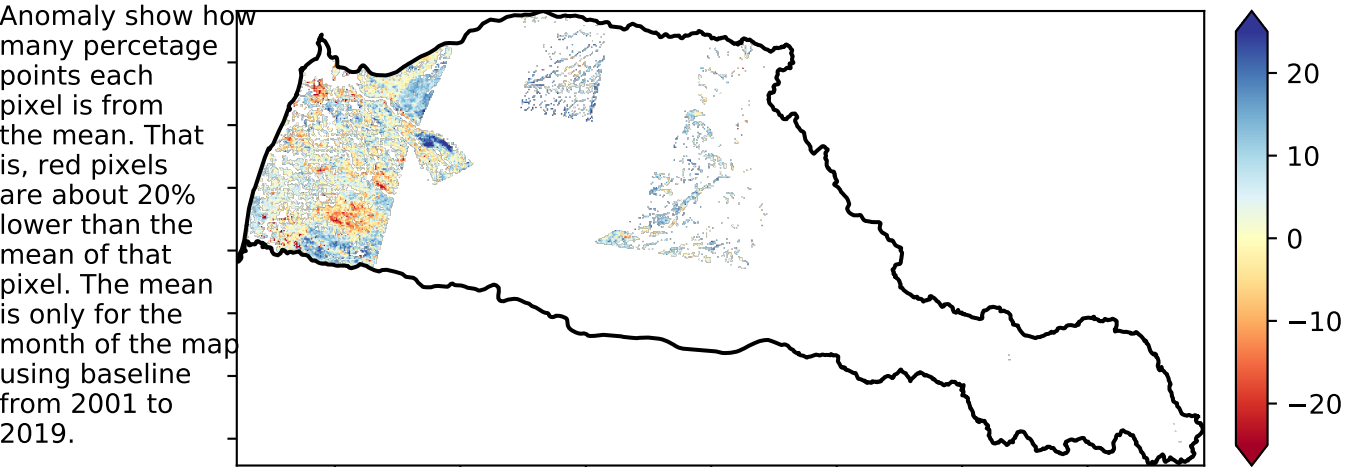 Anomaly show how
many percetage
points each
pixel is from
the mean. That
is, red pixels
are about 20%
lower than the
mean of that
pixel. The mean
is only for the
month of the map
using baseline
from 2001 to
2019.
20
10
0
−10
−20